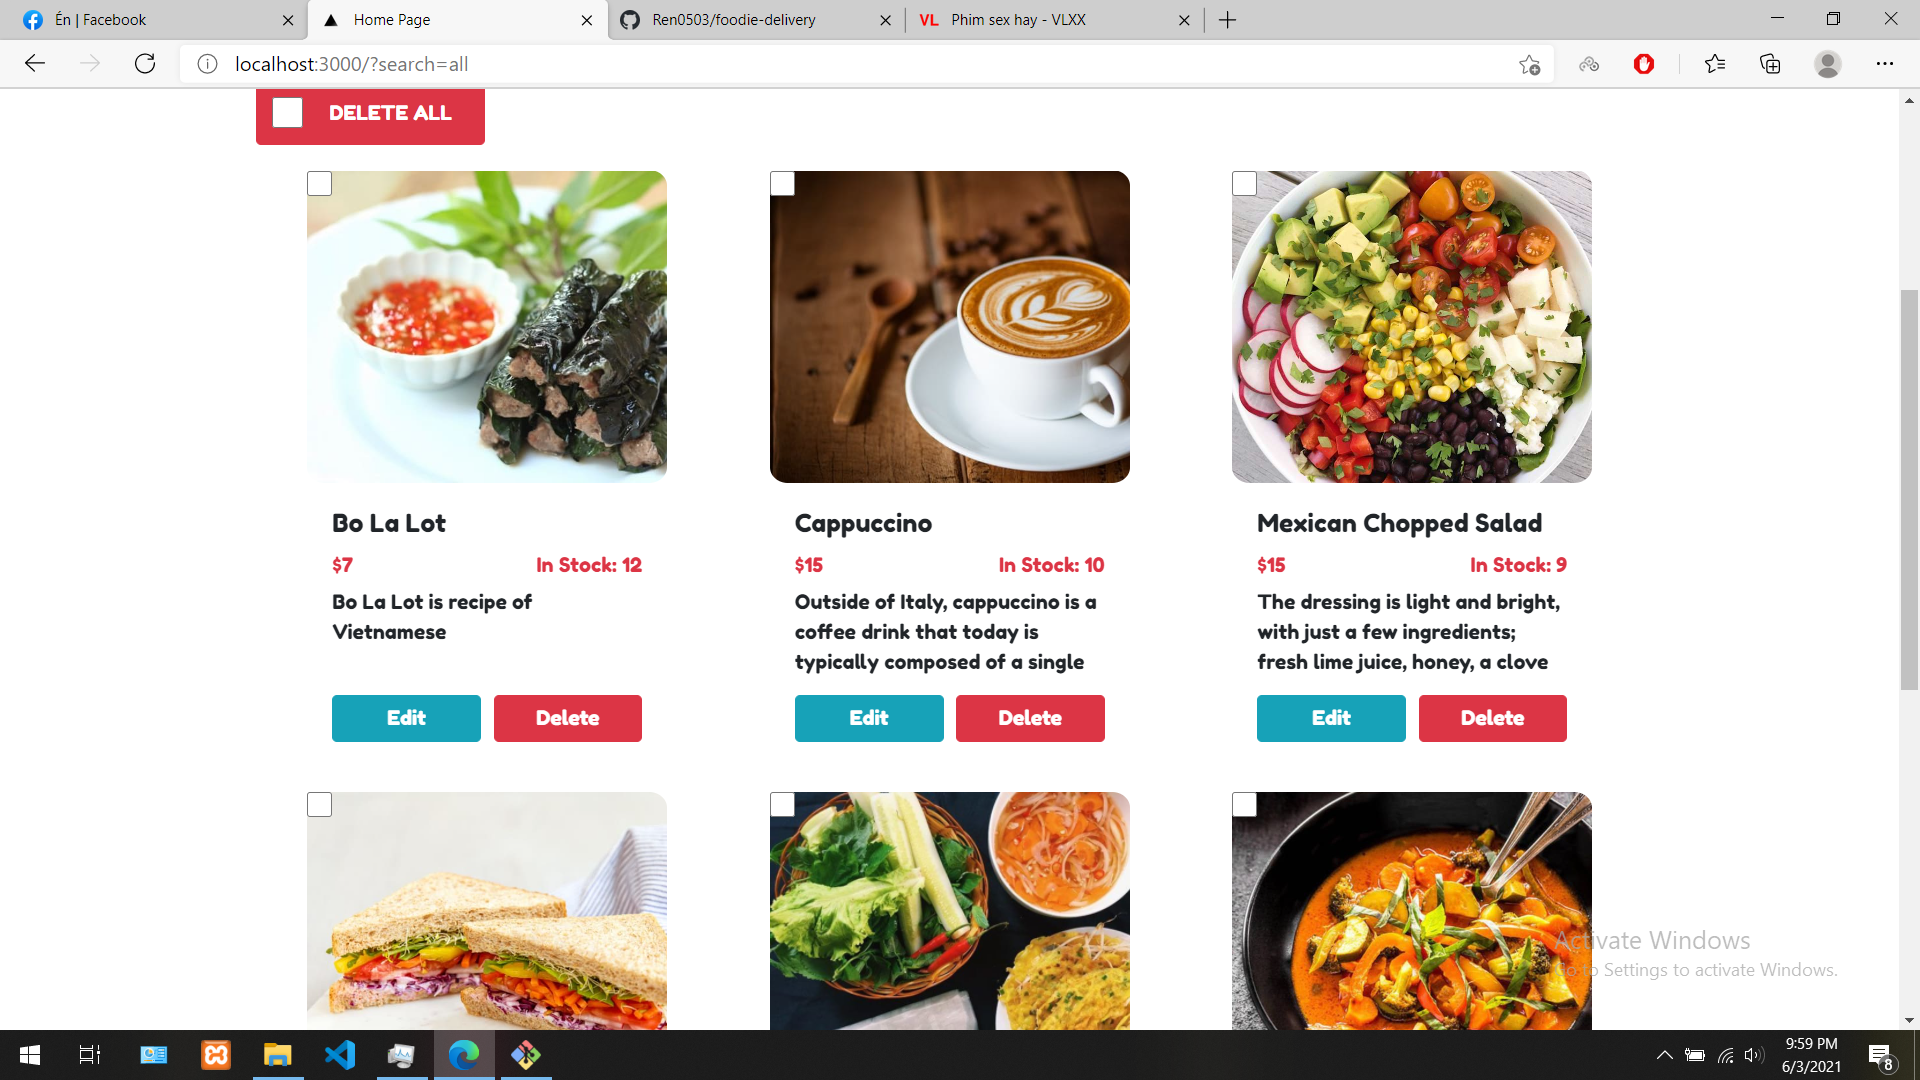 Én | Facebook
Home Page
Ren0503/foodie-delivery
VL Phim sex hay - VLXX
localhost:3000/?search=all
DELETE ALL
Bo La Lot
$7 In Stock: 12
Bo La Lot is recipe of
Vietnamese
Edit Delete
Cappuccino
$15 In Stock: 10
Outside of Italy, cappuccino is a
coffee drink that today is
typically composed of a single
Edit Delete
Mexican Chopped Salad
$15 In Stock: 9
The dressing is light and bright,
with just a few ingredients;
fresh lime juice, honey, a clove
Edit Delete
Activate Windows
Go to Settings to activate Windows.
9:59 PM
6/3/2021
8